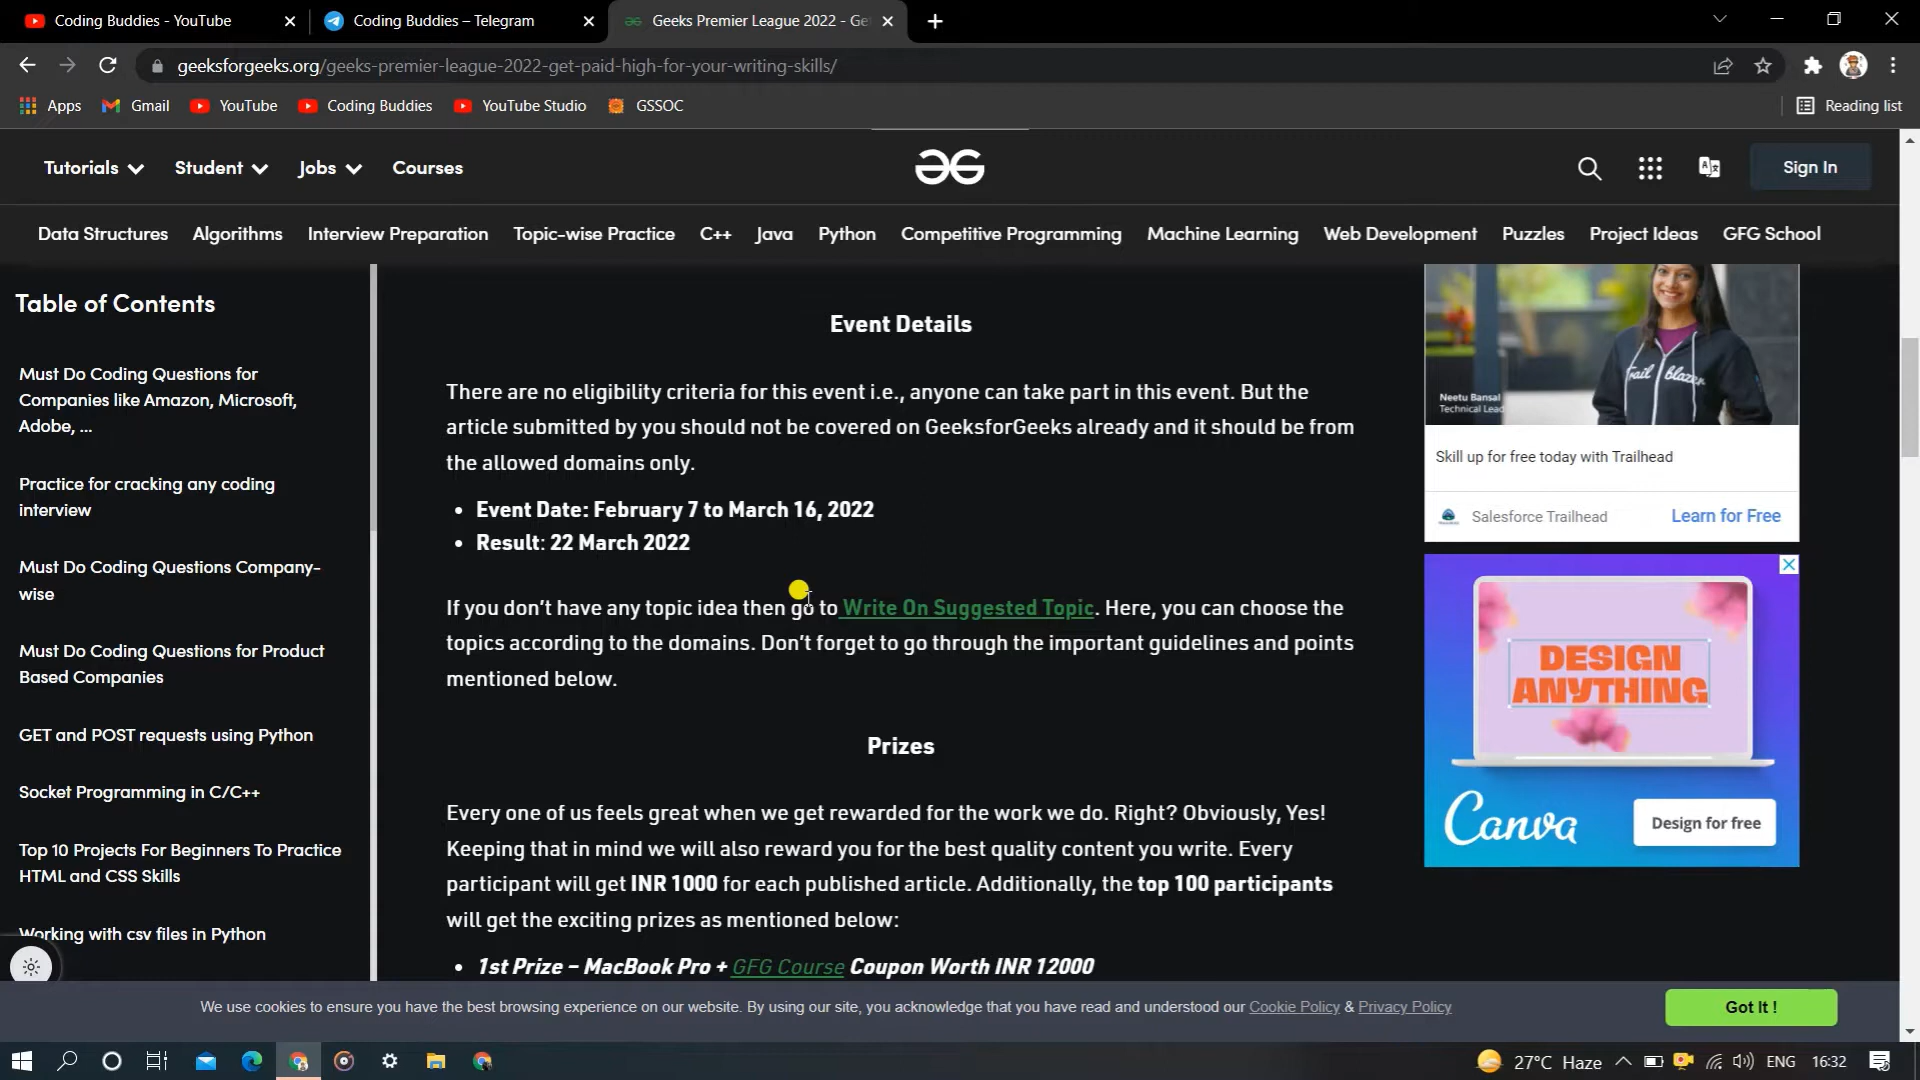 Coding Buddies - YouTube
Coding Buddies – Telegram
Geeks Premier League 2022 - Ge
geeksforgeeks.org/geeks-premier-league-2022-get-paid-high-for-your-writing-skills/
Apps
Gmail
YouTube
Coding Buddies
YouTube Studio
GSSOC
Reading list
Tutorials
Student
Jobs
Courses
Sign In
Data Structures
Algorithms
Interview Preparation
Topic-wise Practice
C++
Java
Python
Competitive Programming
Machine Learning
Web Development
Puzzles
Project Ideas
GFG School
Table of Contents
Must Do Coding Questions for
Companies like Amazon, Microsoft,
Adobe, ...
Practice for cracking any coding
interview
Must Do Coding Questions Company-
wise
Must Do Coding Questions for Product
Based Companies
GET and POST requests using Python
Socket Programming in C/C++
Top 10 Projects For Beginners To Practice
HTML and CSS Skills
Working with csv files in Python
Event Details
There are no eligibility criteria for this event i.e., anyone can take part in this event. But the
article submitted by you should not be covered on GeeksforGeeks already and it should be from
the allowed domains only.
• Event Date: February 7 to March 16, 2022
• Result: 22 March 2022
If you don't have any topic idea then go to Write On Suggested Topic. Here, you can choose the
topics according to the domains. Don't forget to go through the important guidelines and points
mentioned below.
Prizes
Every one of us feels great when we get rewarded for the work we do. Right? Obviously, Yes!
Keeping that in mind we will also reward you for the best quality content you write. Every
participant will get INR 1000 for each published article. Additionally, the top 100 participants
will get the exciting prizes as mentioned below:
• 1st Prize – MacBook Pro + GFG Course Coupon Worth INR 12000
Trail blazer
Neetu Bansal
Technical Lead
Skill up for free today with Trailhead
Salesforce Trailhead
Learn for Free
DESIGN
ANYTHING
Canva
Design for free
We use cookies to ensure you have the best browsing experience on our website. By using our site, you acknowledge that you have read and understood our Cookie Policy & Privacy Policy
Got It !
27°C Haze
ENG
16:32